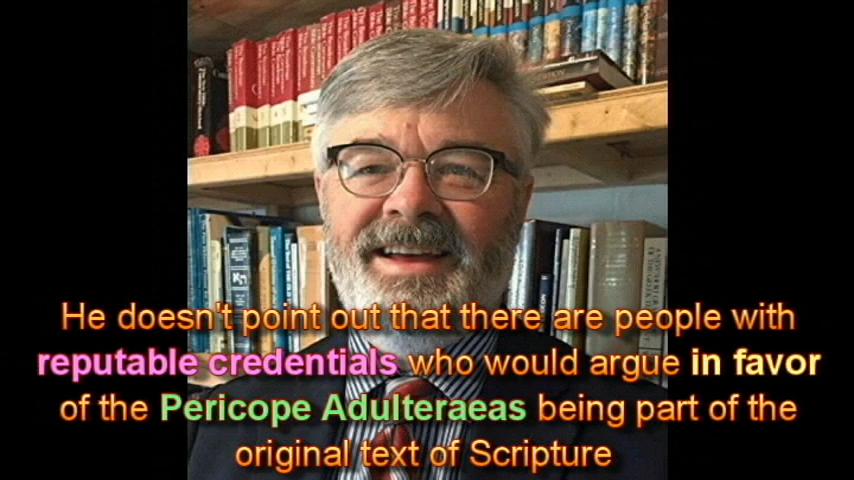 He doesn't point out that there are people with
reputable credentials who would argue in favor
of the Pericope Adulteraeas being part of the
original text of Scripture